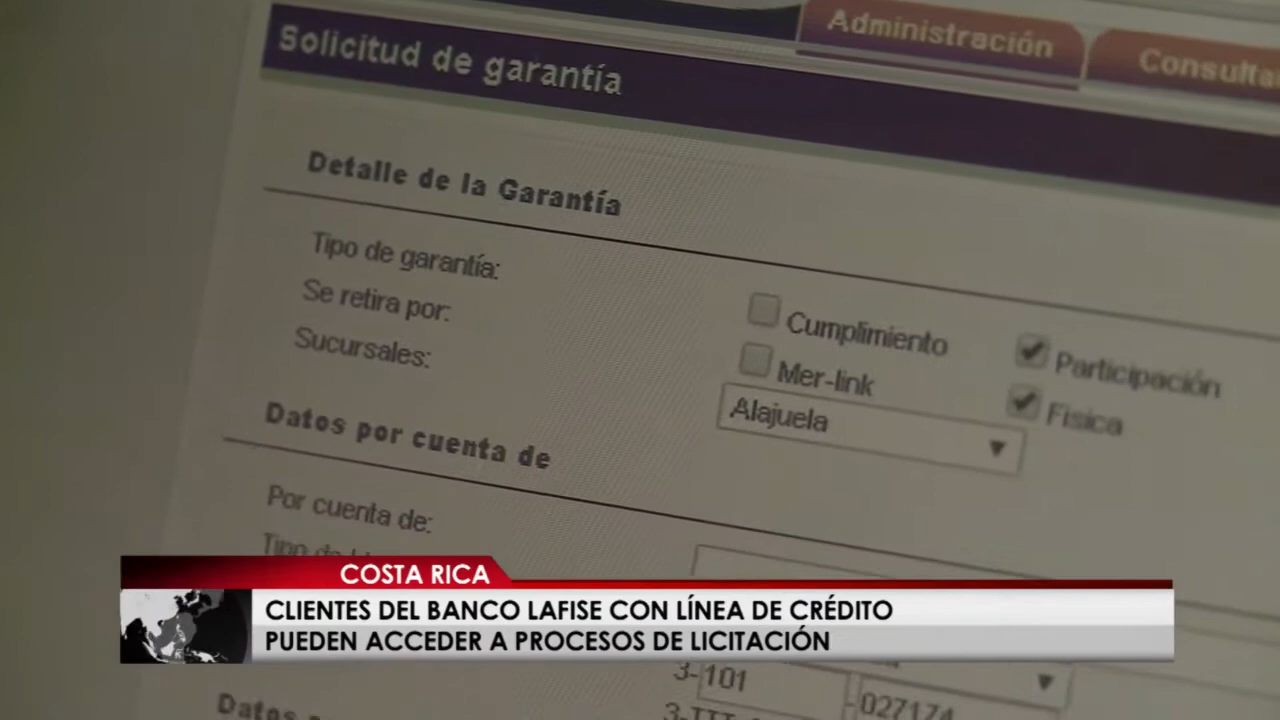 Administración
Consulta
Solicitud de garantía
Detalle de la Garantía
Tipo de garantía:
Cumplimiento
Participación
Se retira por:
Mer-link
Física
Sucursales:
Alajuela
Datos por cuenta de
Por cuenta de:
COSTA RICA
CLIENTES DEL BANCO LAFISE CON LÍNEA DE CRÉDITO
PUEDEN ACCEDER A PROCESOS DE LICITACIÓN
3-101
-027174
Datos